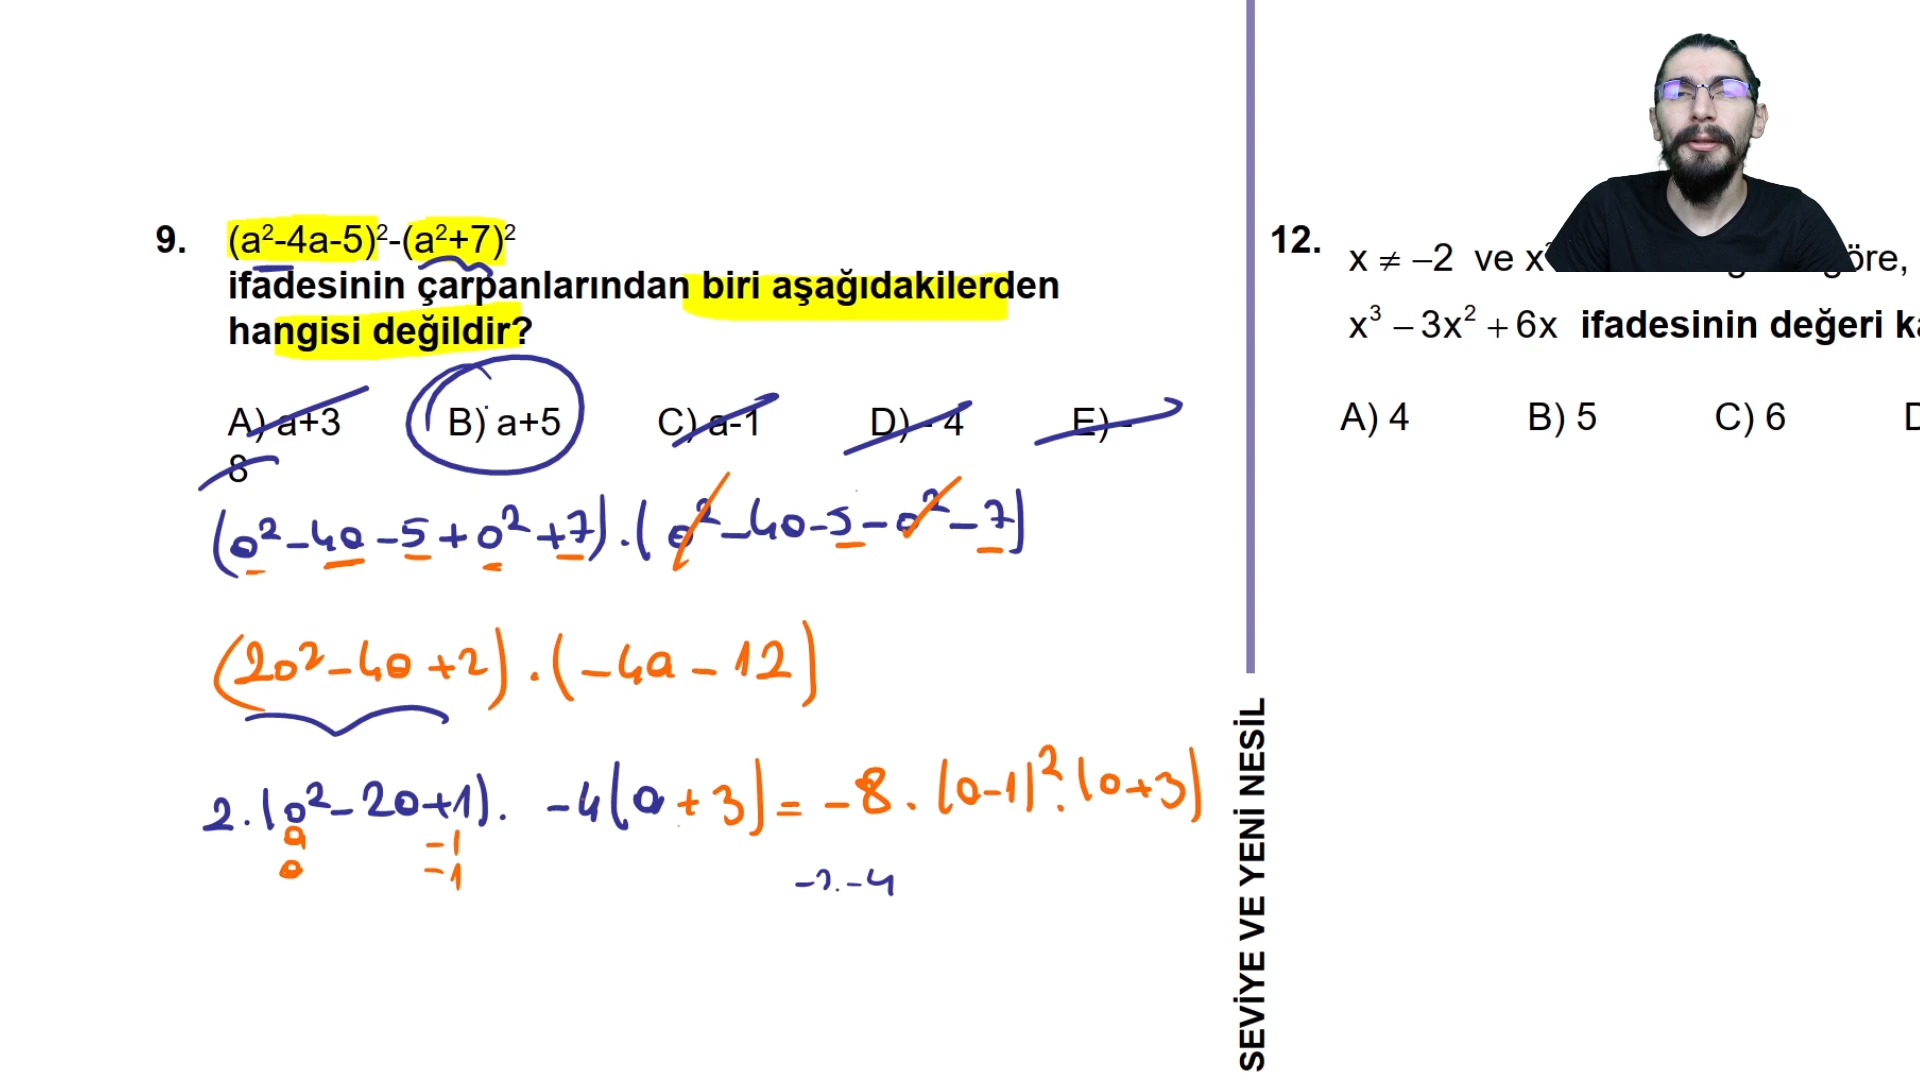 9. (a²-4a-5)²-(a²+7)²
ifadesinin çarpanlarından biri aşağıdakilerden
hangisi değildir?
A) a+3 B) a+5 C) a-1 D) - 4 E) -
8
(a²-4a-5+a²+7).(a²-4a-5-a²-7)
(2a²-4a+2).(-4a-12)
2.(a²-2a+1). -4(a+3)=-8.(a-1)².(a+3)
a -1
a -1
-2.-4
12. x ≠ –2 ve x öre,
x³ – 3x² + 6x ifadesinin değeri ka
A) 4 B) 5 C) 6 D
SEVİYE VE YENİ NESİL